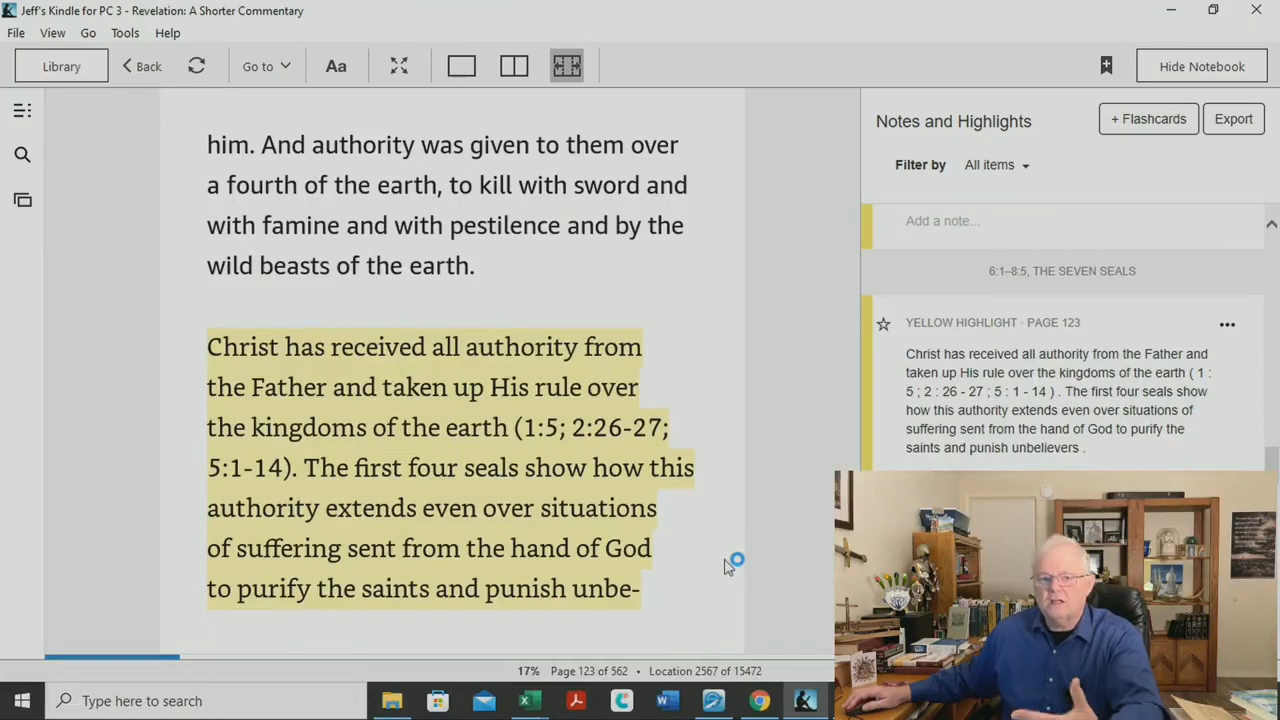 Jeff's Kindle for PC 3 - Revelation: A Shorter Commentary
File View Go Tools Help
Library
Back
Go to
Aa
Hide Notebook
him. And authority was given to them over
a fourth of the earth, to kill with sword and
with famine and with pestilence and by the
wild beasts of the earth.
Christ has received all authority from
the Father and taken up His rule over
the kingdoms of the earth (1:5; 2:26-27;
5:1-14). The first four seals show how this
authority extends even over situations
of suffering sent from the hand of God
to purify the saints and punish unbe-
17% Page 123 of 562 • Location 2567 of 15472
Notes and Highlights
+ Flashcards
Export
Filter by All items
Add a note...
6:1–8:5, THE SEVEN SEALS
YELLOW HIGHLIGHT · PAGE 123
Christ has received all authority from the Father and
taken up His rule over the kingdoms of the earth ( 1 :
5 ; 2 : 26 - 27 ; 5 : 1 - 14 ) . The first four seals show how
this authority extends even over situations of
suffering sent from the hand of God to purify the
saints and punish unbelievers .
Type here to search